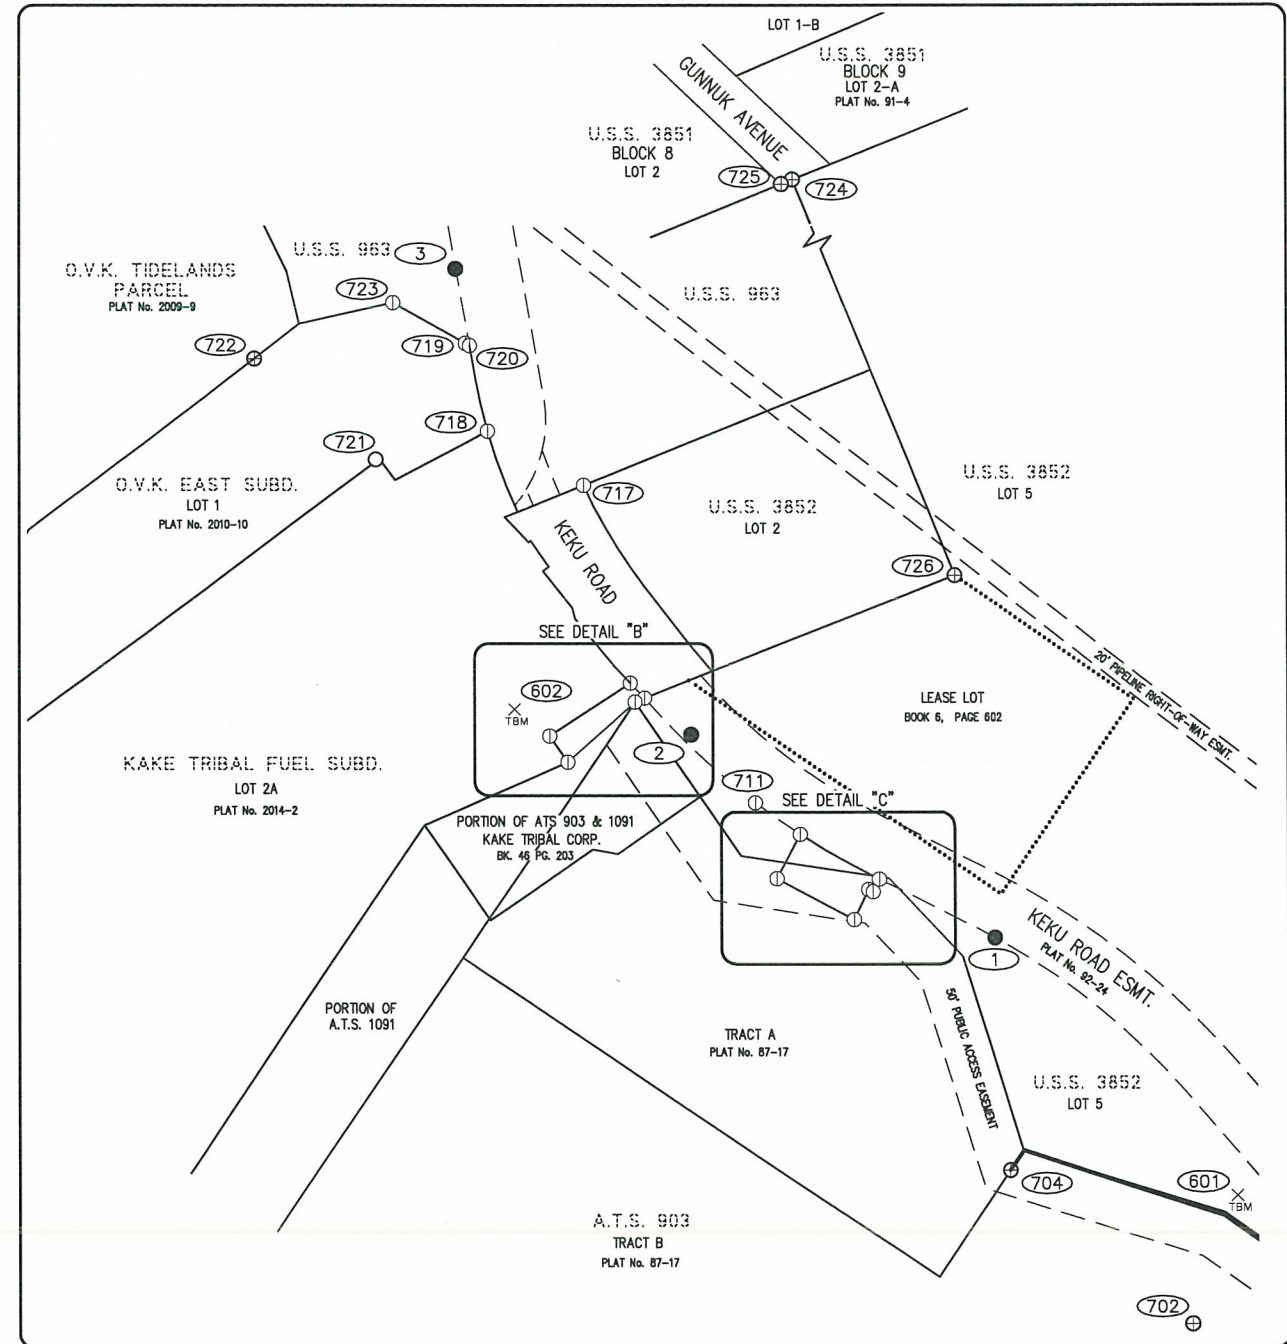 LOT 1-B
U.S.S. 3851
BLOCK 9
LOT 2-A
PLAT No. 91-4
GUNNUK AVENUE
U.S.S. 3851
BLOCK 8
LOT 2
725
724
U.S.S. 963
3
O.V.K. TIDELANDS
PARCEL
PLAT No. 2009-9
723
U.S.S. 963
722
719
720
718
721
U.S.S. 3852
LOT 5
O.V.K. EAST SUBD.
LOT 1
PLAT No. 2010-10
717
U.S.S. 3852
LOT 2
KEKU ROAD
726
SEE DETAIL "B"
20' PIPELINE RIGHT-OF-WAY ESMT.
602
TBM
LEASE LOT
BOOK 6, PAGE 602
2
KAKE TRIBAL FUEL SUBD.
LOT 2A
PLAT No. 2014-2
711
SEE DETAIL "C"
PORTION OF ATS 903 & 1091
KAKE TRIBAL CORP.
BK. 46 PG. 203
KEKU ROAD ESMT.
PLAT No. 92-24
1
PORTION OF
A.T.S. 1091
50' PUBLIC ACCESS EASEMENT
TRACT A
PLAT No. 87-17
U.S.S. 3852
LOT 5
704
601
TBM
A.T.S. 903
TRACT B
PLAT No. 87-17
702